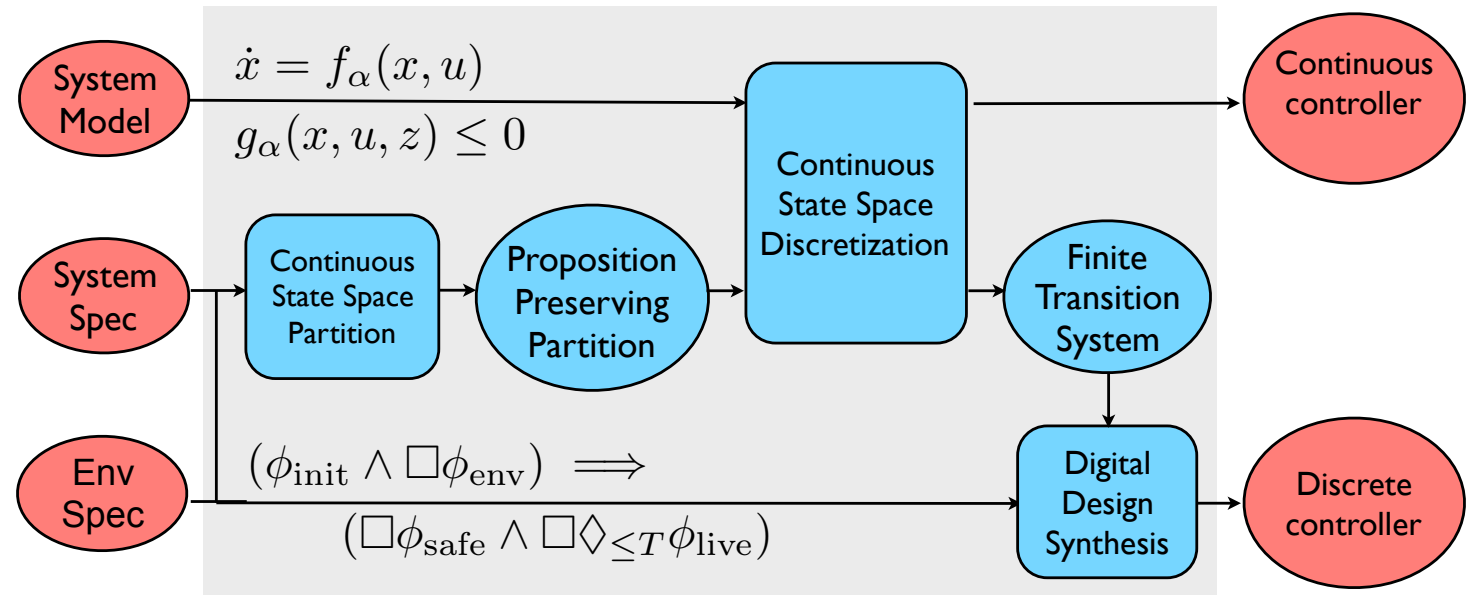 System
Model
ẋ = f_α(x, u)
g_α(x, u, z) ≤ 0
Continuous
State Space
Discretization
Continuous
controller
System
Spec
Continuous
State Space
Partition
Proposition
Preserving
Partition
Finite
Transition
System
Env
Spec
(ϕ_init ∧ □ϕ_env) ⟹
(□ϕ_safe ∧ □◊_≤T ϕ_live)
Digital
Design
Synthesis
Discrete
controller